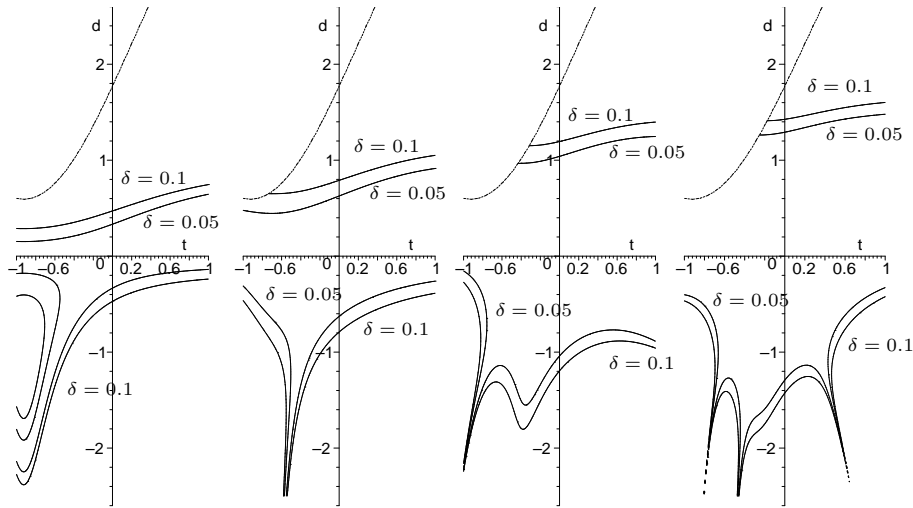 d d d d
2 2 2 2
δ = 0.1
δ = 0.1
δ = 0.1
δ = 0.05
1 1 1 1
δ = 0.1
δ = 0.05
δ = 0.05
δ = 0.05
t t t t
−1 −0.6 0 0.2 0.6 1
−1 −0.6 0 0.2 0.6 1
−1 −0.6 0 0.2 0.6 1
−1 −0.6 0 0.2 0.6 1
δ = 0.05
δ = 0.05
δ = 0.05
δ = 0.1
δ = 0.1
−1 −1 −1 −1
δ = 0.1
δ = 0.1
−2 −2 −2 −2